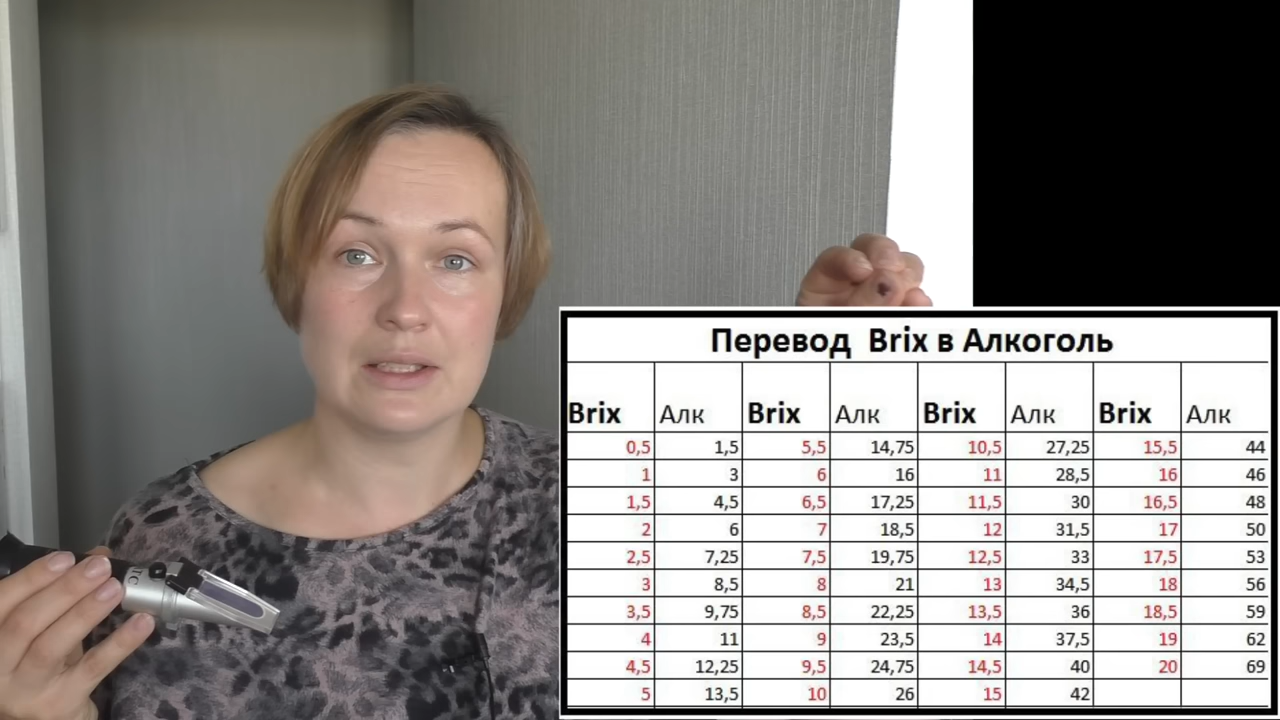 Перевод Brix в Алкоголь
Brix Алк Brix Алк Brix Алк Brix Алк
0,5 1,5 5,5 14,75 10,5 27,25 15,5 44
1 3 6 16 11 28,5 16 46
1,5 4,5 6,5 17,25 11,5 30 16,5 48
2 6 7 18,5 12 31,5 17 50
2,5 7,25 7,5 19,75 12,5 33 17,5 53
3 8,5 8 21 13 34,5 18 56
3,5 9,75 8,5 22,25 13,5 36 18,5 59
4 11 9 23,5 14 37,5 19 62
4,5 12,25 9,5 24,75 14,5 40 20 69
5 13,5 10 26 15 42